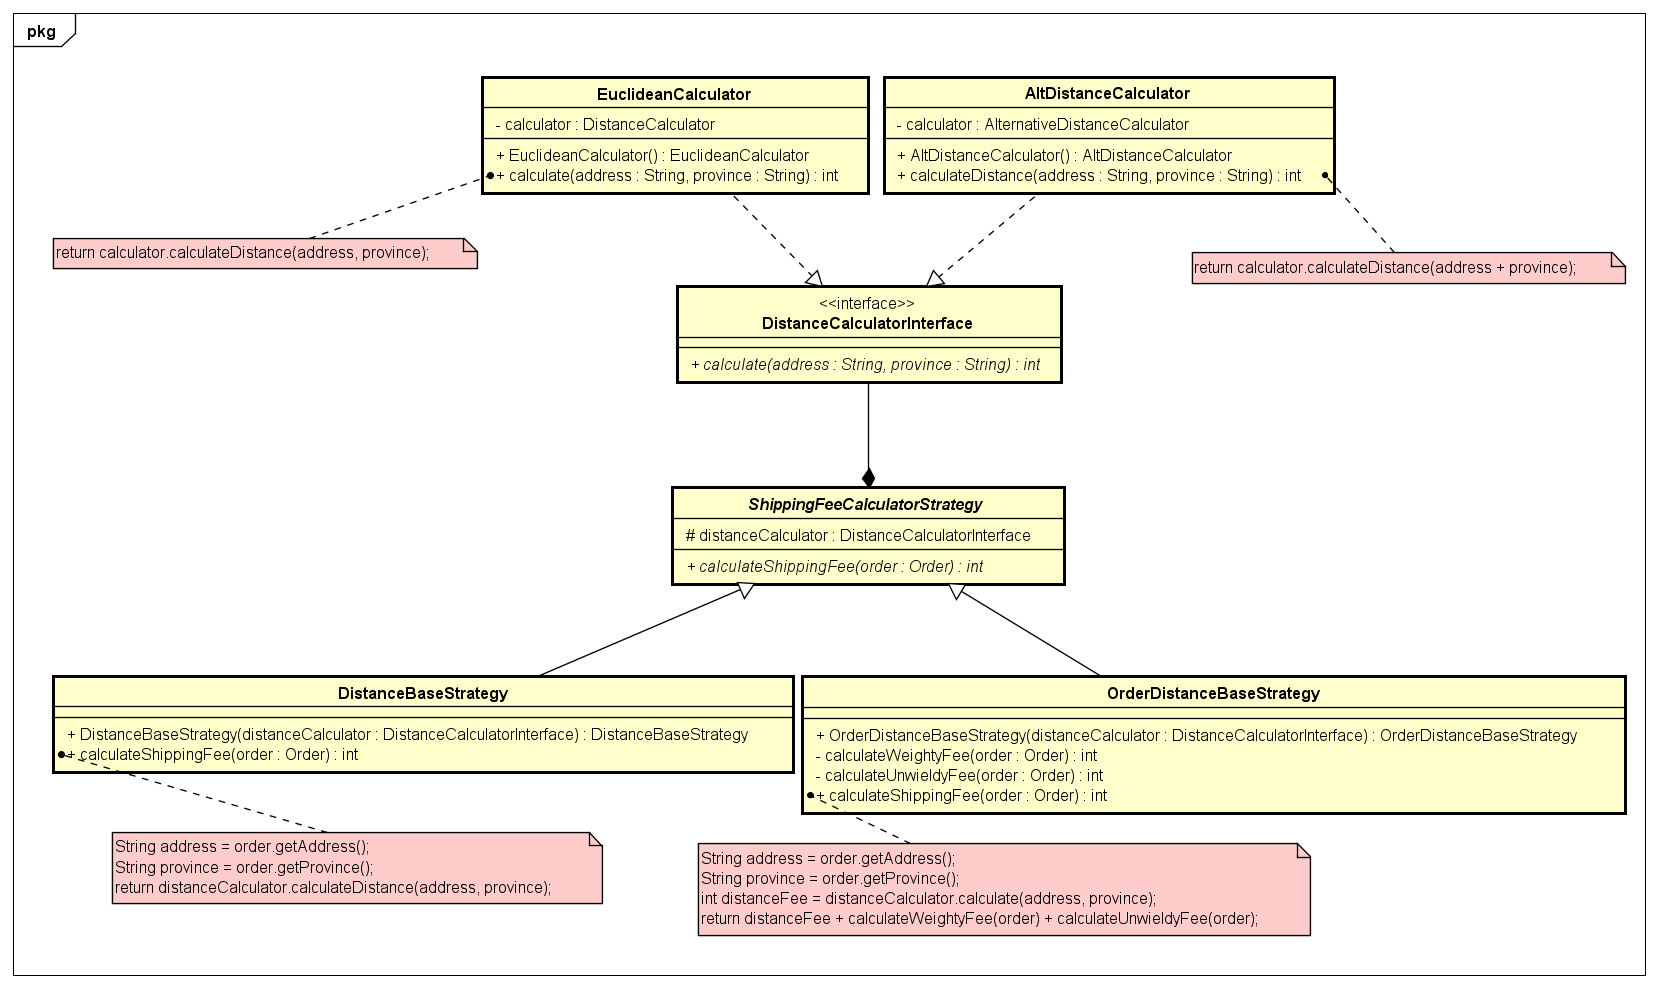 pkg
EuclideanCalculator
- calculator : DistanceCalculator
+ EuclideanCalculator() : EuclideanCalculator
+ calculate(address : String, province : String) : int
AltDistanceCalculator
- calculator : AlternativeDistanceCalculator
+ AltDistanceCalculator() : AltDistanceCalculator
+ calculateDistance(address : String, province : String) : int
return calculator.calculateDistance(address, province);
return calculator.calculateDistance(address + province);
<<interface>>
DistanceCalculatorInterface
+ calculate(address : String, province : String) : int
ShippingFeeCalculatorStrategy
# distanceCalculator : DistanceCalculatorInterface
+ calculateShippingFee(order : Order) : int
DistanceBaseStrategy
+ DistanceBaseStrategy(distanceCalculator : DistanceCalculatorInterface) : DistanceBaseStrategy
+ calculateShippingFee(order : Order) : int
OrderDistanceBaseStrategy
+ OrderDistanceBaseStrategy(distanceCalculator : DistanceCalculatorInterface) : OrderDistanceBaseStrategy
- calculateWeightyFee(order : Order) : int
- calculateUnwieldyFee(order : Order) : int
+ calculateShippingFee(order : Order) : int
String address = order.getAddress();
String province = order.getProvince();
return distanceCalculator.calculateDistance(address, province);
String address = order.getAddress();
String province = order.getProvince();
int distanceFee = distanceCalculator.calculate(address, province);
return distanceFee + calculateWeightyFee(order) + calculateUnwieldyFee(order);